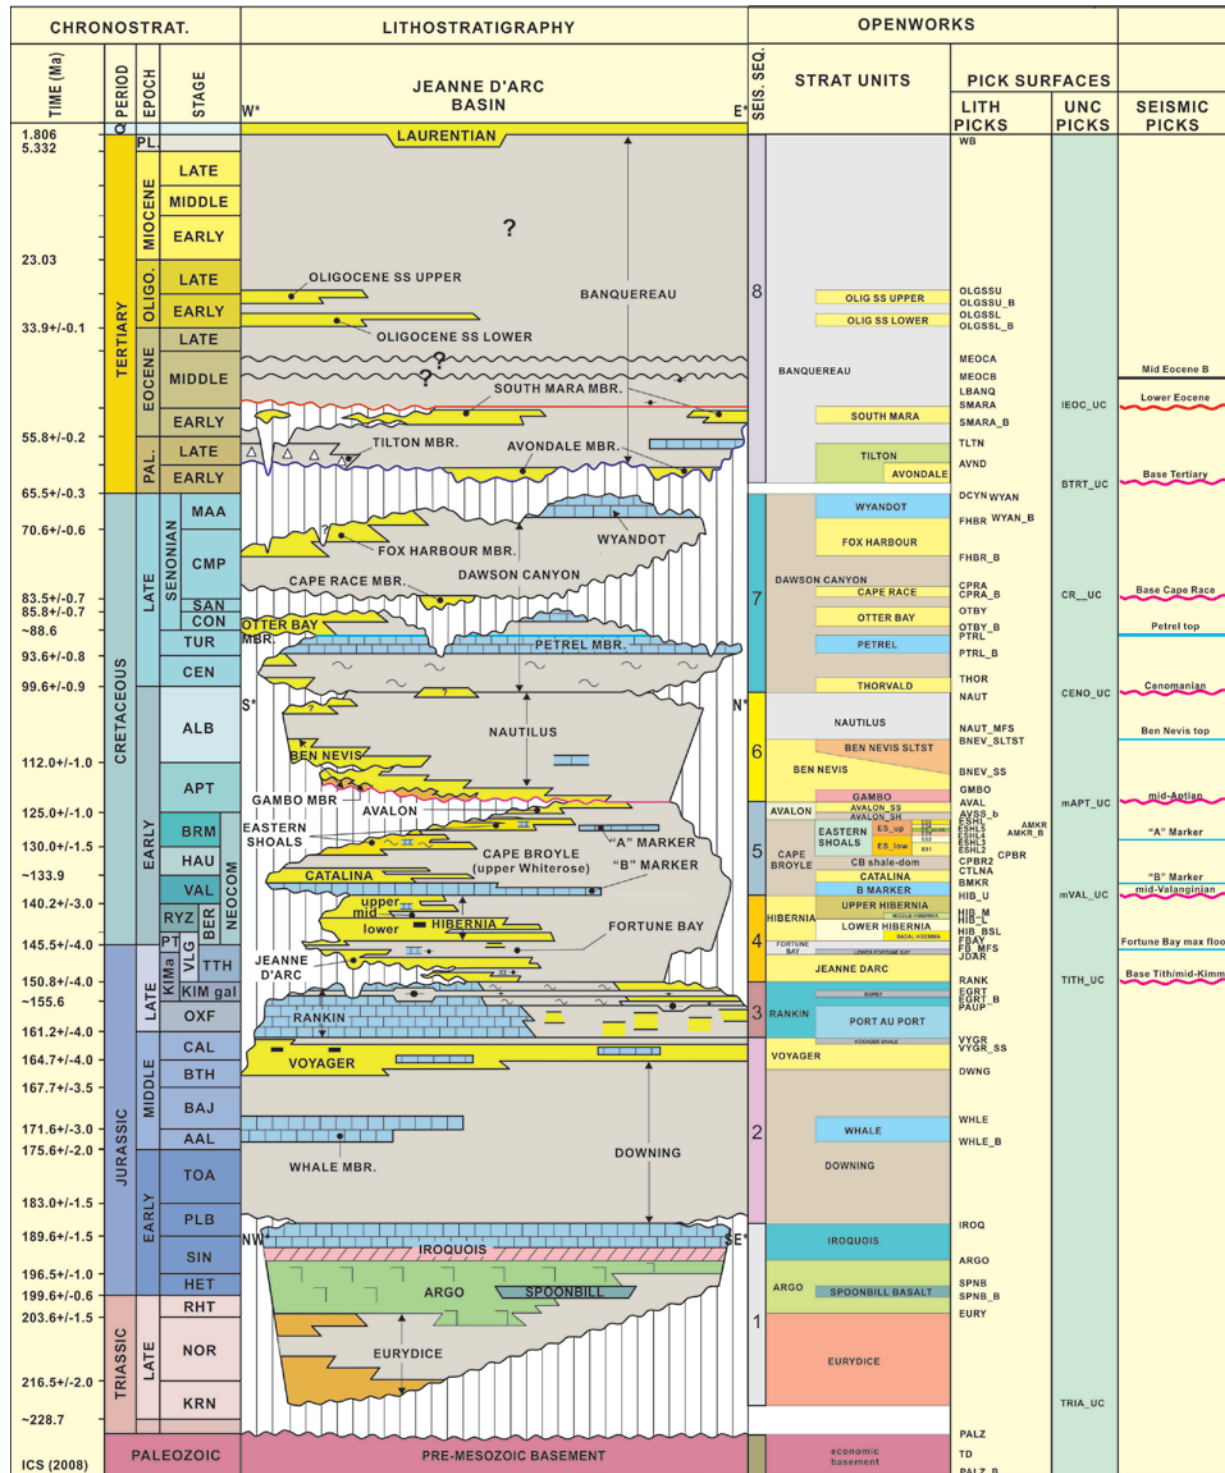 CHRONOSTRAT.
LITHOSTRATIGRAPHY
OPENWORKS
TIME (Ma)
PERIOD
EPOCH
STAGE
JEANNE D'ARC
BASIN
W*
E*
SEIS. SEQ.
STRAT UNITS
PICK SURFACES
LITH
PICKS
UNC
PICKS
SEISMIC
PICKS
1.806
5.332
23.03
33.9+/-0.1
55.8+/-0.2
65.5+/-0.3
70.6+/-0.6
83.5+/-0.7
85.8+/-0.7
~88.6
93.6+/-0.8
99.6+/-0.9
112.0+/-1.0
125.0+/-1.0
130.0+/-1.5
~133.9
140.2+/-3.0
145.5+/-4.0
150.8+/-4.0
~155.6
161.2+/-4.0
164.7+/-4.0
167.7+/-3.5
171.6+/-3.0
175.6+/-2.0
183.0+/-1.5
189.6+/-1.5
196.5+/-1.0
199.6+/-0.6
203.6+/-1.5
216.5+/-2.0
~228.7
ICS (2008)
Q
TERTIARY
CRETACEOUS
JURASSIC
TRIASSIC
PALEOZOIC
PL.
MIOCENE
OLIGO.
EOCENE
PAL.
LATE
EARLY
LATE
MIDDLE
EARLY
LATE
SENONIAN
NEOCOM
BER
VLG
KIMa
LATE
MIDDLE
EARLY
LATE
EARLY
LATE
MIDDLE
EARLY
LATE
EARLY
MAA
CMP
SAN
CON
TUR
CEN
ALB
APT
BRM
HAU
VAL
RYZ
PT
TTH
KIM gal
OXF
CAL
BTH
BAJ
AAL
TOA
PLB
SIN
HET
RHT
NOR
KRN
LAURENTIAN
?
OLIGOCENE SS UPPER
BANQUEREAU
OLIGOCENE SS LOWER
?
?
SOUTH MARA MBR.
TILTON MBR.
AVONDALE MBR.
?
WYANDOT
FOX HARBOUR MBR.
DAWSON CANYON
CAPE RACE MBR.
OTTER BAY
MBR.
PETREL MBR.
S*
N*
?
?
NAUTILUS
BEN NEVIS
GAMBO MBR
AVALON
EASTERN
SHOALS
"A" MARKER
CAPE BROYLE
(upper Whiterose)
"B" MARKER
CATALINA
upper
mid
lower
HIBERNIA
FORTUNE BAY
JEANNE
D'ARC
RANKIN
VOYAGER
WHALE MBR.
DOWNING
NW*
SE*
IROQUOIS
ARGO
SPOONBILL
EURYDICE
PRE-MESOZOIC BASEMENT
8
7
6
5
4
3
2
1
OLIG SS UPPER
OLIG SS LOWER
BANQUEREAU
SOUTH MARA
TILTON
AVONDALE
WYANDOT
FOX HARBOUR
DAWSON CANYON
CAPE RACE
OTTER BAY
PETREL
THORVALD
NAUTILUS
BEN NEVIS SLTST
BEN NEVIS
GAMBO
AVALON
AVALON_SS
AVALON_SH
EASTERN
SHOALS
ES_up
ES_low
ES1
CAPE
BROYLE
CB shale-dom
CATALINA
B MARKER
HIBERNIA
UPPER HIBERNIA
MIDDLE HIBERNIA
LOWER HIBERNIA
BASAL HIBERNIA
FORTUNE
BAY
LOWER FORTUNE BAY
JEANNE DARC
RANKIN
EGRET
PORT AU PORT
VOYAGER SHALE
VOYAGER
WHALE
DOWNING
IROQUOIS
ARGO
SPOONBILL BASALT
EURYDICE
economic
basement
WB
OLGSSU
OLGSSU_B
OLGSSL
OLGSSL_B
MEOCA
MEOCB
LBANQ
SMARA
SMARA_B
TLTN
AVND
DCYN WYAN
FHBR WYAN_B
FHBR_B
CPRA
CPRA_B
OTBY
OTBY_B
PTRL
PTRL_B
THOR
NAUT
NAUT_MFS
BNEV_SLTST
BNEV_SS
GMBO
AVAL
AVSS_b
ESHL
AMKR
ESHL5
ESHL4 AMKR_B
ESHL3
ESHL2
CPBR
CPBR2
CTLNA
BMKR
HIB_U
HIB_M
HIB_L
HIB_BSL
FBAY
FB_MFS
JDAR
RANK
EGRT
EGRT_B
PAUP
VYGR
VYGR_SS
DWNG
WHLE
WHLE_B
IROQ
ARGO
SPNB
SPNB_B
EURY
PALZ
TD
PALZ_B
IEOC_UC
BTRT_UC
CR__UC
CENO_UC
mAPT_UC
mVAL_UC
TITH_UC
TRIA_UC
Mid Eocene B
Lower Eocene
Base Tertiary
Base Cape Race
Petrel top
Cenomanian
Ben Nevis top
mid-Aptian
"A" Marker
"B" Marker
mid-Valanginian
Fortune Bay max floo
Base Tith/mid-Kimm